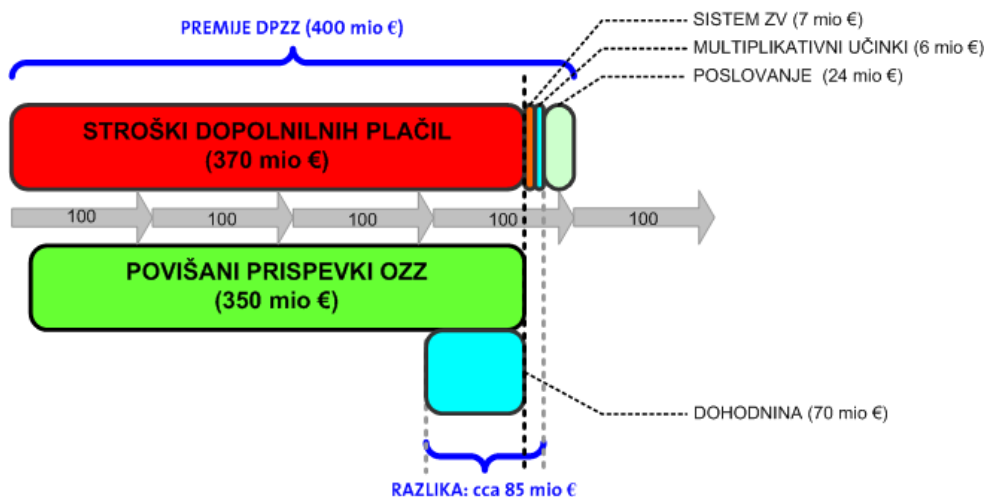 PREMIJE DPZZ (400 mio €)
SISTEM ZV (7 mio €)
MULTIPLIKATIVNI UČINKI (6 mio €)
POSLOVANJE (24 mio €)
STROŠKI DOPOLNILNIH PLAČIL
(370 mio €)
100 100 100 100 100
POVIŠANI PRISPEVKI OZZ
(350 mio €)
DOHODNINA (70 mio €)
RAZLIKA: cca 85 mio €